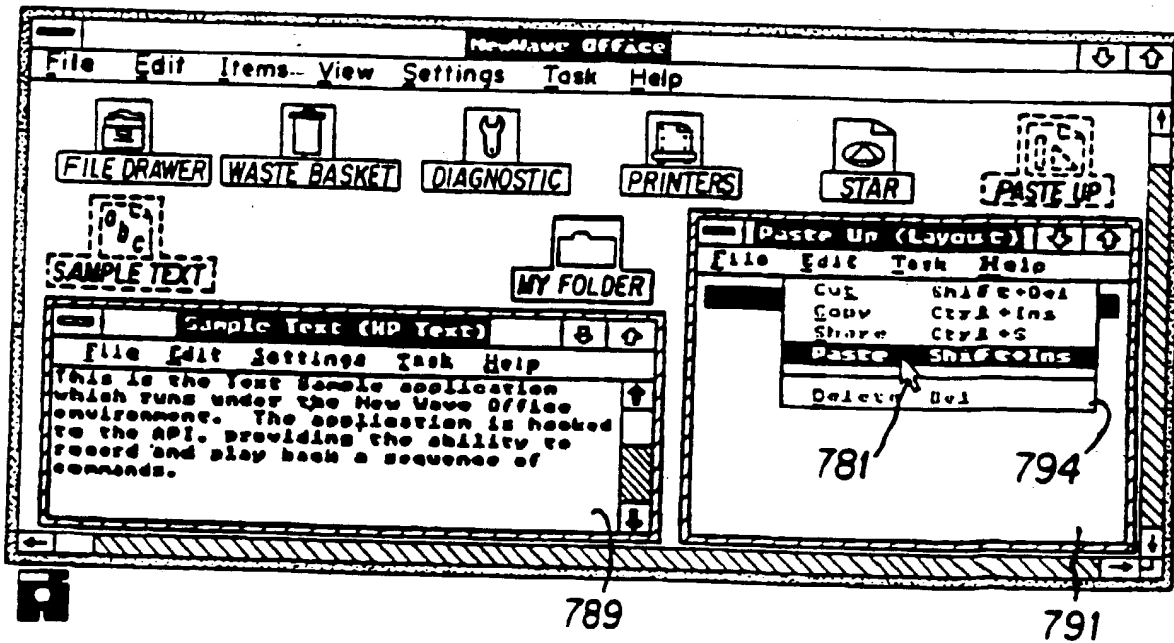 NewWave Office
File Edit Items View Settings Task Help
FILE DRAWER WASTE BASKET DIAGNOSTIC PRINTERS STAR PASTE UP
SAMPLE TEXT
MY FOLDER
Paste Up (Layout)
File Edit Task Help
Cut Shift+Del
Copy Ctrl+Ins
Share Ctrl+S
Paste Shift+Ins
Delete Del
Sample Text (HP Text)
File Edit Settings Task Help
This is the Text Sample application
which runs under the New Wave Office
environment. The application is hooked
to the API, providing the ability to
record and play back a sequence of
commands.
781 794
789 791